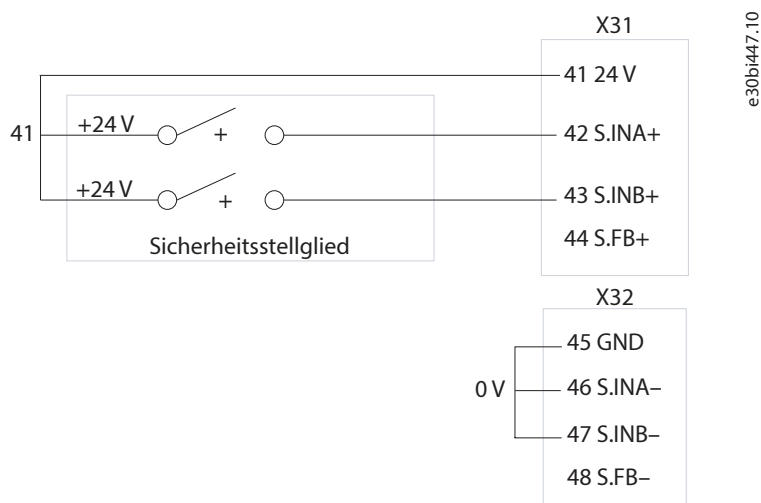 X31
e30bi447.10
41 24 V
41
+24 V
+
42 S.INA+
+24 V
+
43 S.INB+
44 S.FB+
Sicherheitsstellglied
X32
45 GND
0 V
46 S.INA–
47 S.INB–
48 S.FB–